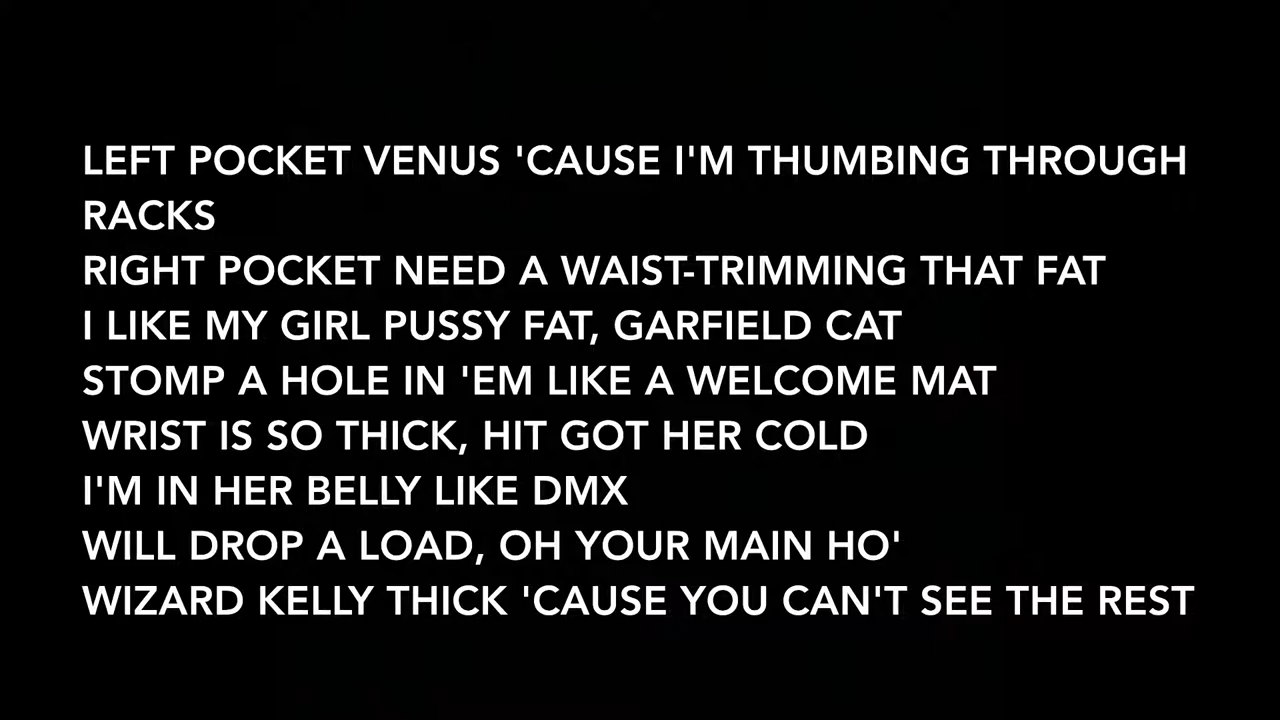 LEFT POCKET VENUS 'CAUSE I'M THUMBING THROUGH
RACKS
RIGHT POCKET NEED A WAIST-TRIMMING THAT FAT
I LIKE MY GIRL PUSSY FAT, GARFIELD CAT
STOMP A HOLE IN 'EM LIKE A WELCOME MAT
WRIST IS SO THICK, HIT GOT HER COLD
I'M IN HER BELLY LIKE DMX
WILL DROP A LOAD, OH YOUR MAIN HO'
WIZARD KELLY THICK 'CAUSE YOU CAN'T SEE THE REST